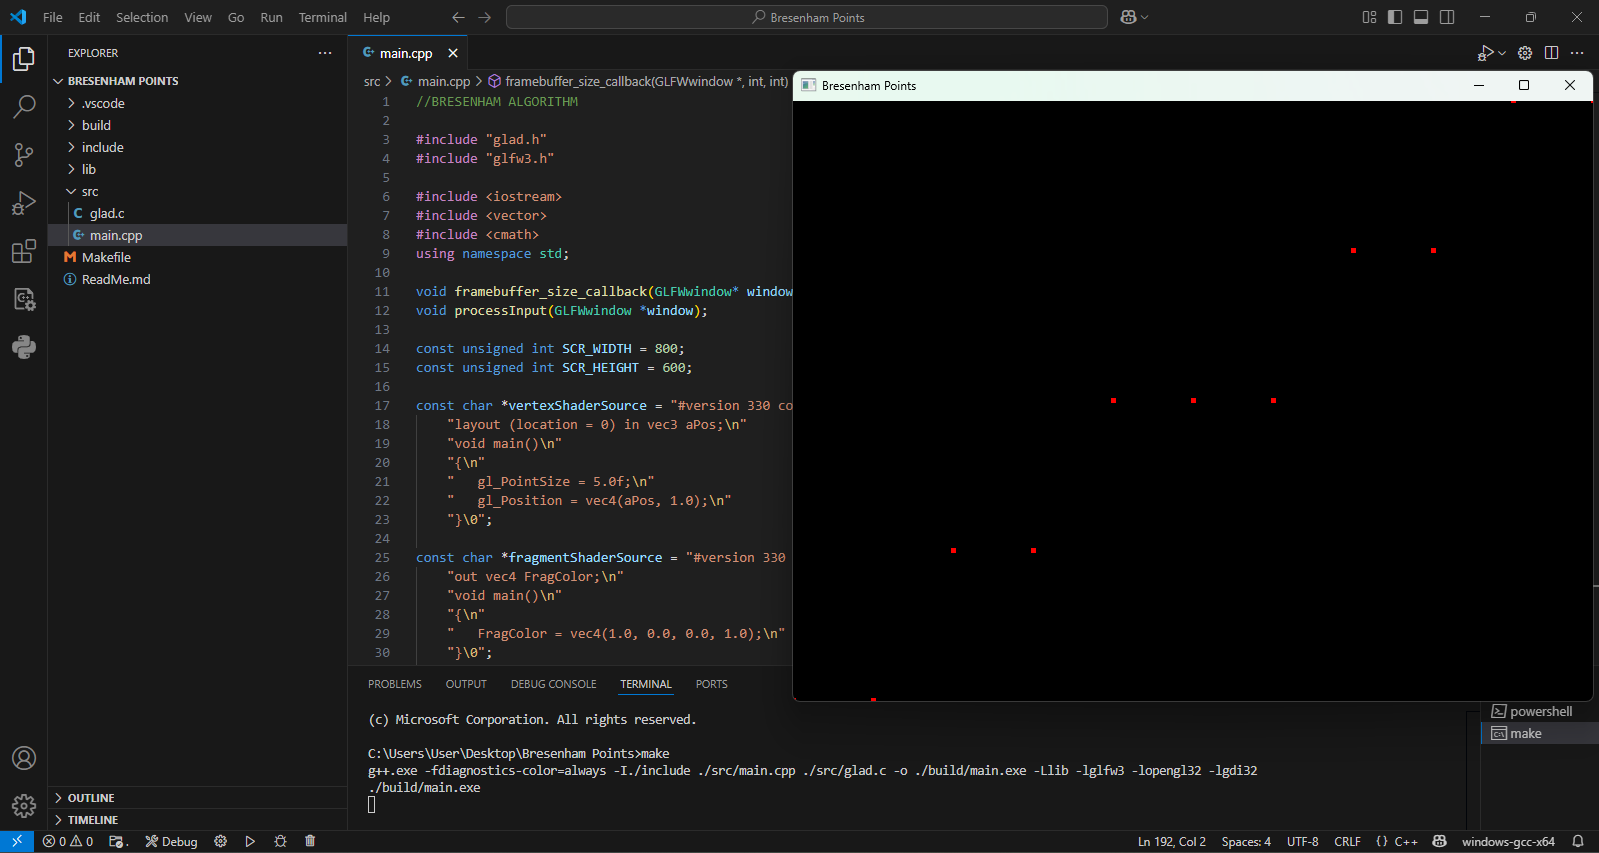 File Edit Selection View Go Run Terminal Help
Bresenham Points
EXPLORER
BRESENHAM POINTS
.vscode
build
include
lib
src
C glad.c
main.cpp
M Makefile
ReadMe.md
main.cpp
src > main.cpp > framebuffer_size_callback(GLFWwindow *, int, int)
1 //BRESENHAM ALGORITHM
2
3 #include "glad.h"
4 #include "glfw3.h"
5
6 #include <iostream>
7 #include <vector>
8 #include <cmath>
9 using namespace std;
10
11 void framebuffer_size_callback(GLFWwindow* window
12 void processInput(GLFWwindow *window);
13
14 const unsigned int SCR_WIDTH = 800;
15 const unsigned int SCR_HEIGHT = 600;
16
17 const char *vertexShaderSource = "#version 330 co
18 "layout (location = 0) in vec3 aPos;\n"
19 "void main()\n"
20 "{\n"
21 "   gl_PointSize = 5.0f;\n"
22 "   gl_Position = vec4(aPos, 1.0);\n"
23 "}\0";
24
25 const char *fragmentShaderSource = "#version 330
26 "out vec4 FragColor;\n"
27 "void main()\n"
28 "{\n"
29 "   FragColor = vec4(1.0, 0.0, 0.0, 1.0);\n"
30 "}\0";
Bresenham Points
PROBLEMS OUTPUT DEBUG CONSOLE TERMINAL PORTS
(c) Microsoft Corporation. All rights reserved.
C:\Users\User\Desktop\Bresenham Points>make
g++.exe -fdiagnostics-color=always -I./include ./src/main.cpp ./src/glad.c -o ./build/main.exe -Llib -lglfw3 -lopengl32 -lgdi32
./build/main.exe
powershell
make
OUTLINE
TIMELINE
0 0 . Debug Ln 192, Col 2 Spaces: 4 UTF-8 CRLF {} C++ windows-gcc-x64